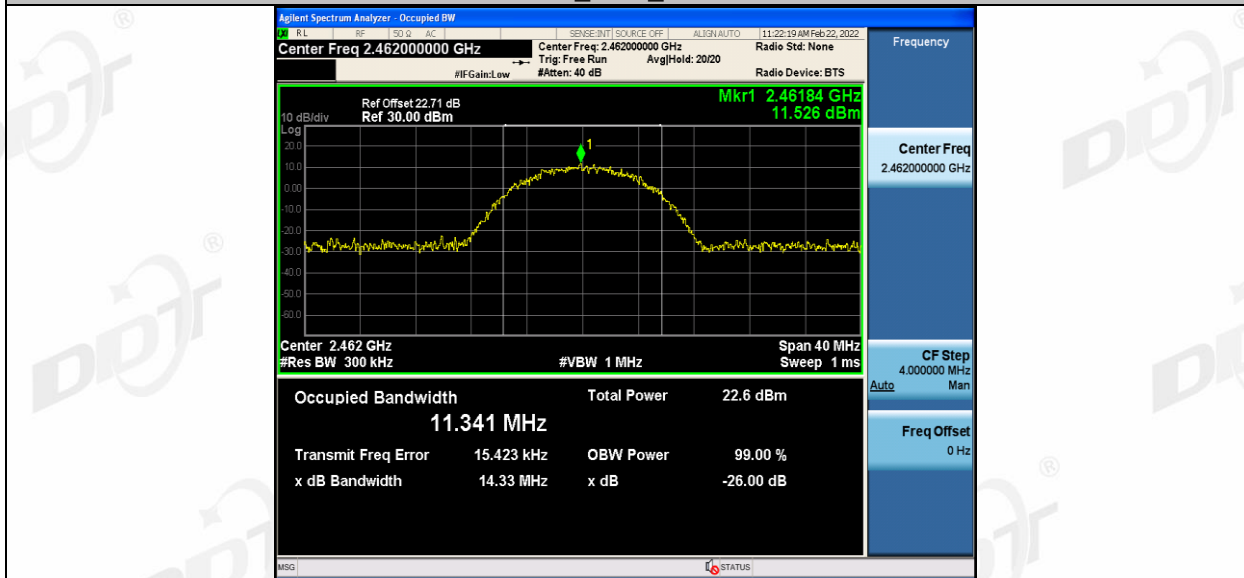 Agilent Spectrum Analyzer - Occupied BW
RL RF 50 Ω AC SENSE:INT SOURCE OFF ALIGN AUTO 11:22:19 AM Feb 22, 2022
Center Freq 2.462000000 GHz
Center Freq: 2.462000000 GHz
Radio Std: None
Trig: Free Run Avg|Hold: 20/20
#IFGain:Low #Atten: 40 dB Radio Device: BTS
Frequency
Mkr1 2.46184 GHz
11.526 dBm
Ref Offset 22.71 dB
10 dB/div Ref 30.00 dBm
Log
20.0
10.0
0.00
-10.0
-20.0
-30.0
-40.0
-50.0
-60.0
1
Center 2.462 GHz Span 40 MHz
#Res BW 300 kHz #VBW 1 MHz Sweep 1 ms
Center Freq
2.462000000 GHz
CF Step
4.000000 MHz
Auto Man
Freq Offset
0 Hz
Occupied Bandwidth Total Power 22.6 dBm
11.341 MHz
Transmit Freq Error 15.423 kHz OBW Power 99.00 %
x dB Bandwidth 14.33 MHz x dB -26.00 dB
MSG STATUS
DDT
®
DDT
®
DDT
®